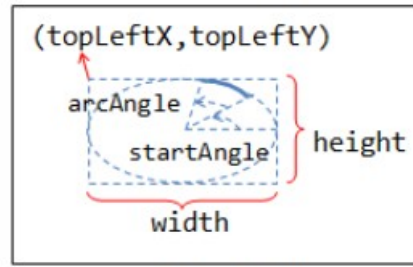 (topLeftX,topLeftY)
arcAngle
startAngle
height
width